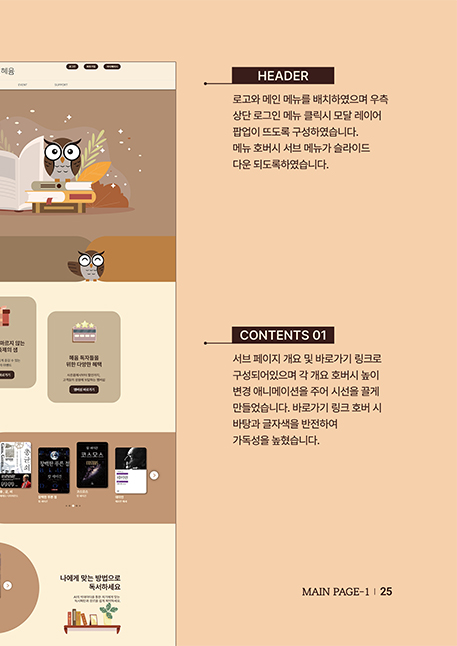 혜윰
EVENT
SUPPORT
HEADER
로고와 메인 메뉴를 배치하였으며 우측
상단 로그인 메뉴 클릭시 모달 레이어
팝업이 뜨도록 구성하였습니다.
메뉴 호버시 서브 메뉴가 슬라이드
다운 되도록하였습니다.
혜윰 독자들을
위한 다양한 혜택
CONTENTS 01
서브 페이지 개요 및 바로가기 링크로
구성되어있으며 각 개요 호버시 높이
변경 애니메이션을 주어 시선을 끌게
만들었습니다. 바로가기 링크 호버 시
바탕과 글자색을 반전하여
가독성을 높혔습니다.
코스모스
나에게 맞는 방법으로
독서하세요
MAIN PAGE-1 | 25